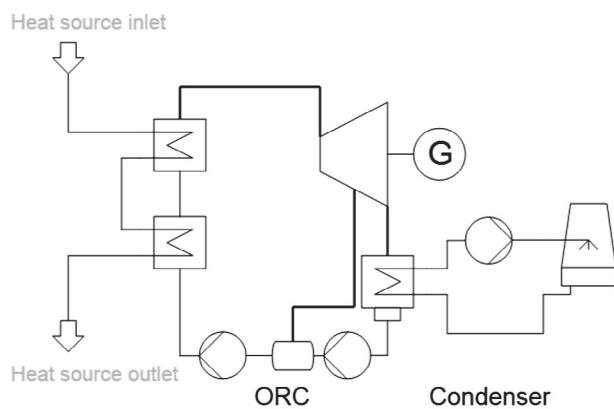 Heat source inlet
G
Heat source outlet
ORC
Condenser